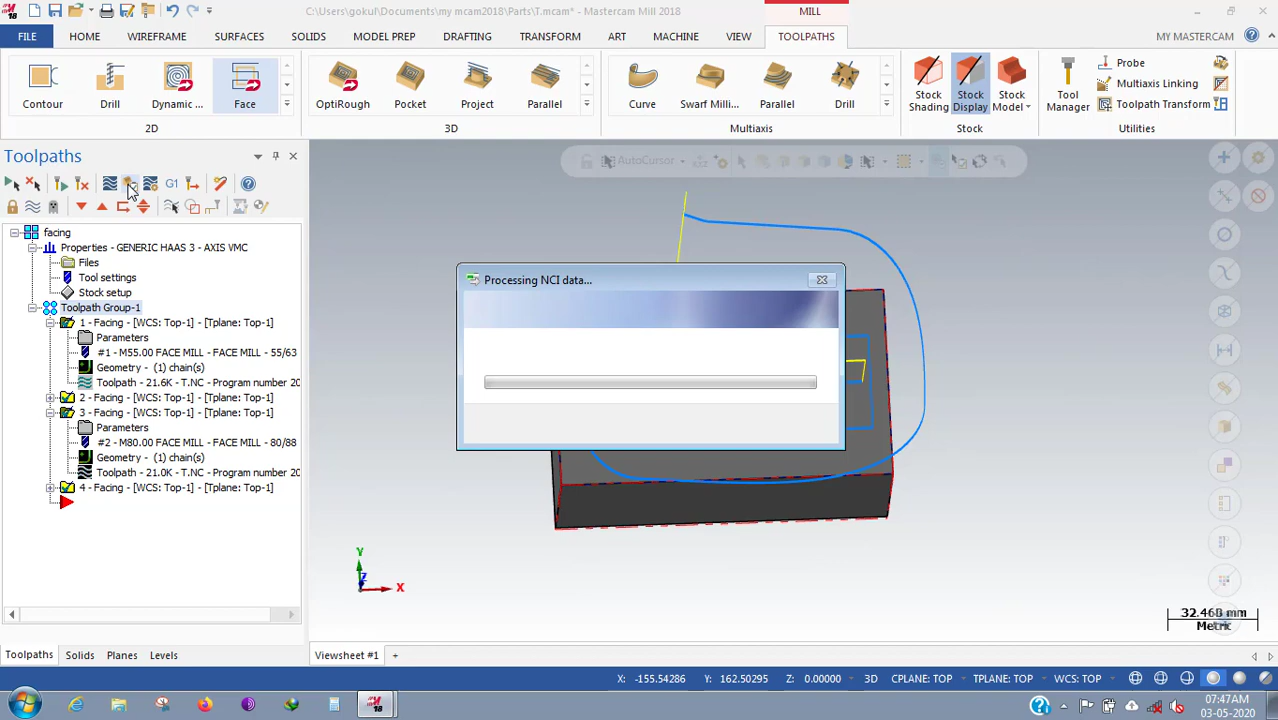 C:\Users\gokul\Documents\my mcam2018\Parts\T.mcam* - Mastercam Mill 2018
MILL
FILE HOME WIREFRAME SURFACES SOLIDS MODEL PREP DRAFTING TRANSFORM ART MACHINE VIEW TOOLPATHS MY MASTERCAM
Contour Drill Dynamic ... Face OptiRough Pocket Project Parallel Curve Swarf Milli... Parallel Drill Stock Shading Stock Display Stock Model Tool Manager
Probe
Multiaxis Linking
Toolpath Transform
2D 3D Multiaxis Stock Utilities
Toolpaths
AutoCursor
G1
facing
Properties - GENERIC HAAS 3 - AXIS VMC
Files
Tool settings
Stock setup
Toolpath Group-1
1 - Facing - [WCS: Top-1] - [Tplane: Top-1]
Parameters
#1 - M55.00 FACE MILL - FACE MILL - 55/63
Geometry - (1) chain(s)
Toolpath - 21.6K - T.NC - Program number 20
2 - Facing - [WCS: Top-1] - [Tplane: Top-1]
3 - Facing - [WCS: Top-1] - [Tplane: Top-1]
Parameters
#2 - M80.00 FACE MILL - FACE MILL - 80/88
Geometry - (1) chain(s)
Toolpath - 21.0K - T.NC - Program number 20
4 - Facing - [WCS: Top-1] - [Tplane: Top-1]
Processing NCI data...
Y
Z
X
32.468 mm
Metric
Toolpaths Solids Planes Levels
Viewsheet #1 +
X: -155.54286 Y: 162.50295 Z: 0.00000 3D CPLANE: TOP TPLANE: TOP WCS: TOP
07:47AM
03-05-2020